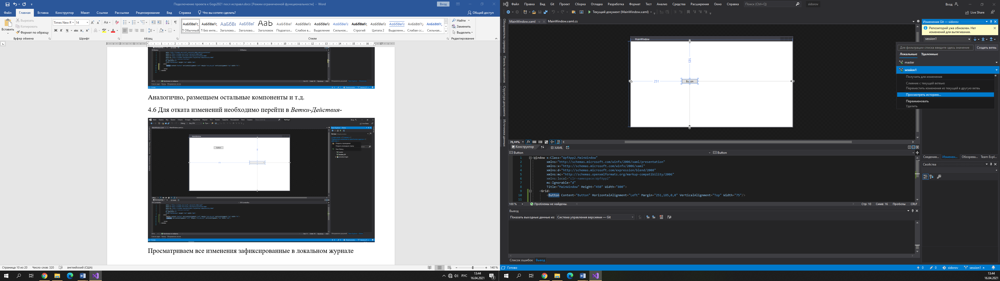 Подключение проекта к Gogs2021 посл исправл.docx [Режим ограниченной функциональности] - Word
Вход
Файл Главная Вставка Конструктор Макет Ссылки Рассылки Рецензирование Вид Справка Что вы хотите сделать? Общий доступ
Вставить
Вырезать
Копировать
Формат по образцу
Буфер обмена
Times New R 14
Ж К Ч
Шрифт
Абзац
АаБбВвГг, АаБбВвГг, АаБбВв АаБбВвГ АаЬ АаБбВвГ АаБбВвГг АаБбВвГг АаБбВвГг АаБбВвГг, АаБбВвГг АаБбВвГг АаБбВвГг АаБбВвГг,
¶ Обычный ¶ Без инте... Заголово... Заголово... Заголовок Подзагол... Слабое в... Выделение Сильное... Строгий Цитата 2 Выделенн... Слабая сс... Сильная...
Стили
Найти
Заменить
Выделить
Редактирование
Аналогично, размещаем остальные компоненты и т.д.
4.6 Для отката изменений необходимо перейти в Ветки-Действия-
MainWindow
Button
Просматриваем все изменения зафиксированные в локальном журнале
Страница 10 из 20 Число слов: 320 английский (США) 140 %
РУС 13:44 16.04.2021 3
Файл Правка Вид Git Проект Сборка Отладка Разработка Формат Тест Анализ Средства Расширения Окно Справка Поиск (Ctrl+Q) sidorov Вход
Текущий документ (MainWindow.xaml) Live Share
Обозреватель серверов
Панель элементов
Структура документа
Источники данных
MainWindow.xaml MainWindow.xaml.cs
MainWindow
185
251
Button
78,44%
Конструктор XAML
Button Button
1 <Window x:Class="WpfApp2.MainWindow"
2 xmlns="http://schemas.microsoft.com/winfx/2006/xaml/presentation"
3 xmlns:x="http://schemas.microsoft.com/winfx/2006/xaml"
4 xmlns:d="http://schemas.microsoft.com/expression/blend/2008"
5 xmlns:mc="http://schemas.openxmlformats.org/markup-compatibility/2006"
6 xmlns:local="clr-namespace:WpfApp2"
7 mc:Ignorable="d"
8 Title="MainWindow" Height="450" Width="800">
9 <Grid>
10 <Button Content="Button" HorizontalAlignment="Left" Margin="251,185,0,0" VerticalAlignment="Top" Width="75"/>
11
100 % Проблемы не найдены. Стр: 10 Симв: 16 Пробелы CRLF
Вывод
Показать выходные данные из: Система управления версиями — Git
Список ошибок Вывод
Изменения Git — sidorov
Репозиторий уже обновлен. Нет
изменений для вытягивания.
session1
Для фильтрации списка введите здесь значение Создать ветвь
Локальные Удаленные
master
session1
Получить для изменения
Слияние с текущей ветвью
Переместить изменения из текущей в другую ветвь
Просмотреть историю...
Переименовать
Удалить
Сведения... Изменен... Обозрева... Team Expl...
Свойства
Готово 0 0 sidorov session1
13:44
16.04.2021